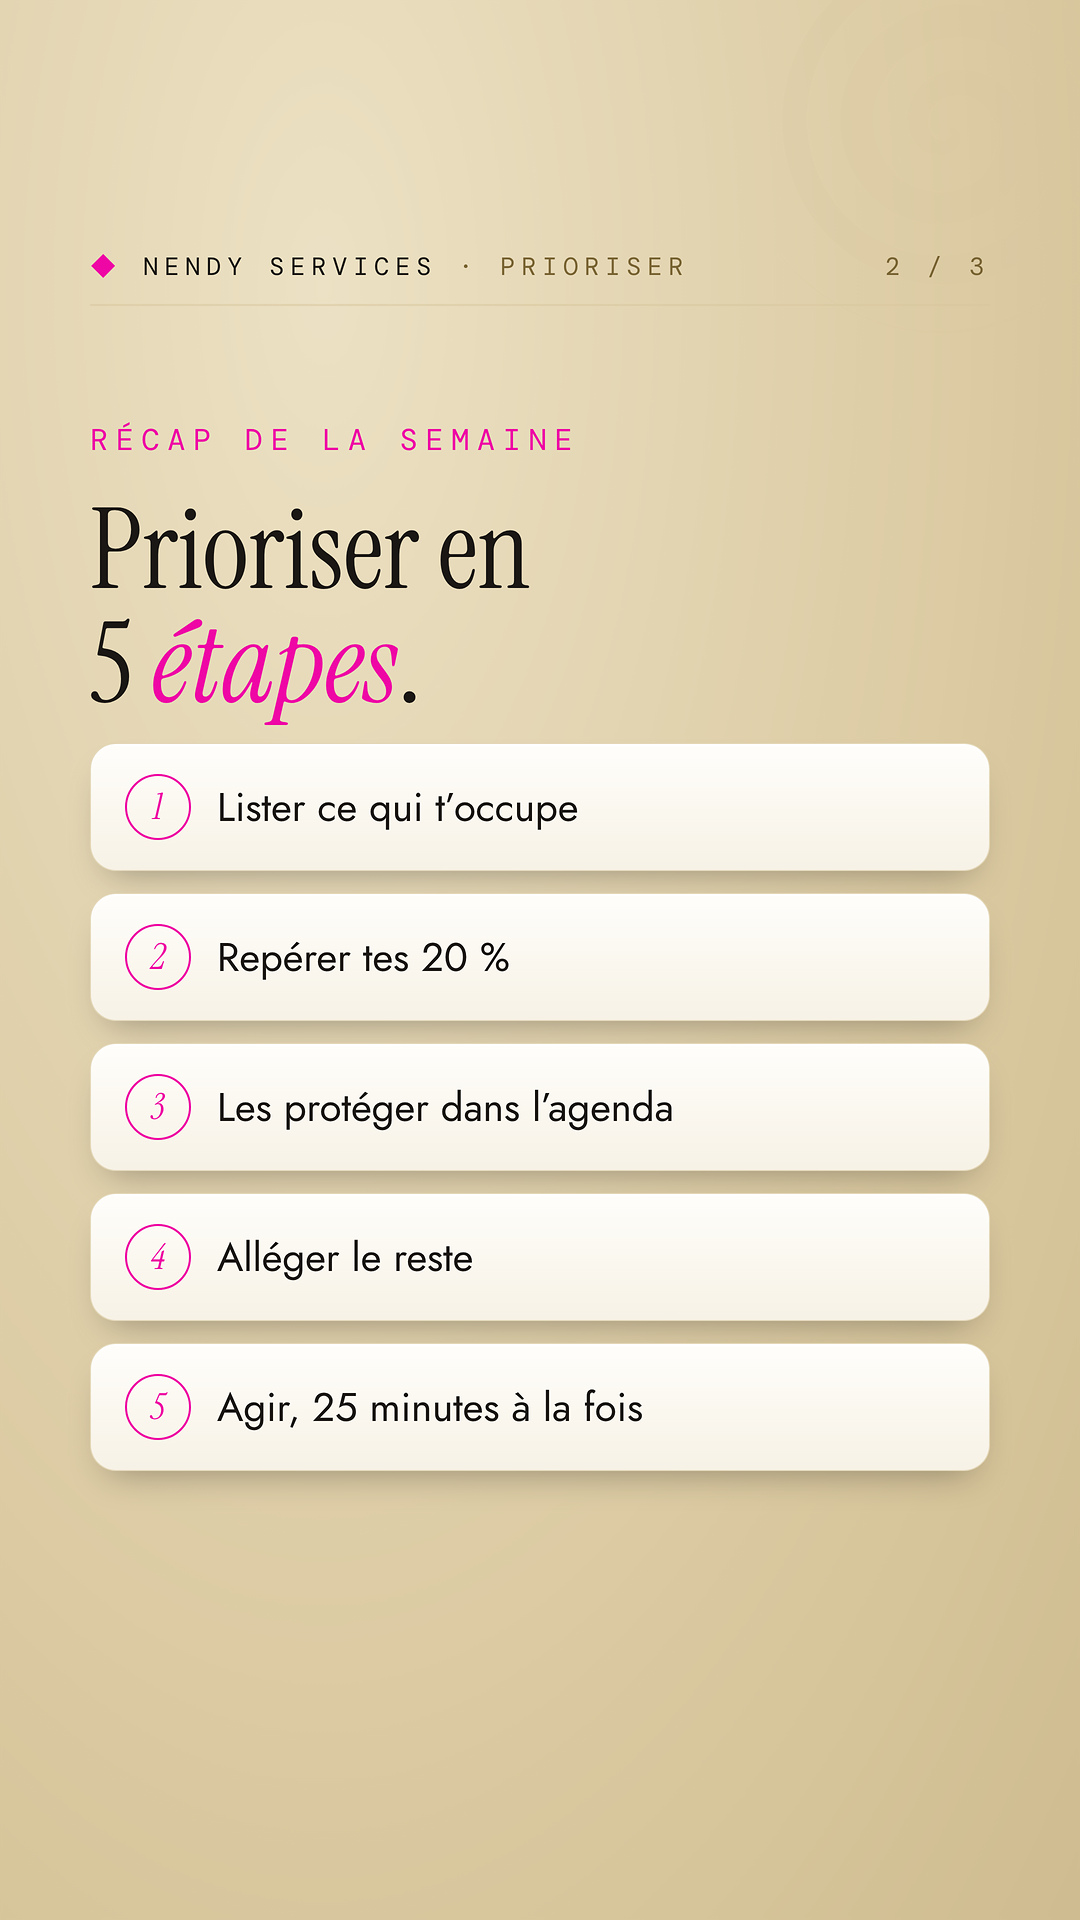 NENDY SERVICES · PRIORISER 2 / 3
RÉCAP DE LA SEMAINE
Prioriser en
5 étapes.
1 Lister ce qui t’occupe
2 Repérer tes 20 %
3 Les protéger dans l’agenda
4 Alléger le reste
5 Agir, 25 minutes à la fois